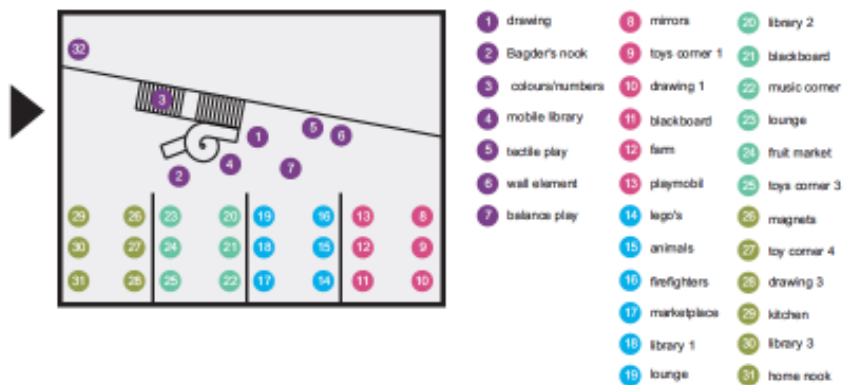 32
3
5
6
1
4
7
2
29 26 23 20 19 16 13 8
30 27 24 21 18 15 12 9
31 28 25 22 17 14 11 10
1 drawing
2 Bagder's nook
3 colours/numbers
4 mobile library
5 tectile play
6 wall element
7 balance play
8 mirrors
9 toys corner 1
10 drawing 1
11 blackboard
12 farm
13 playmobil
14 lego's
15 animals
16 firefighters
17 marketplace
18 library 1
19 lounge
20 library 2
21 blackboard
22 music corner
23 lounge
24 fruit market
25 toys corner 3
26 magnets
27 toy corner 4
28 drawing 3
29 kitchen
30 library 3
31 home nook